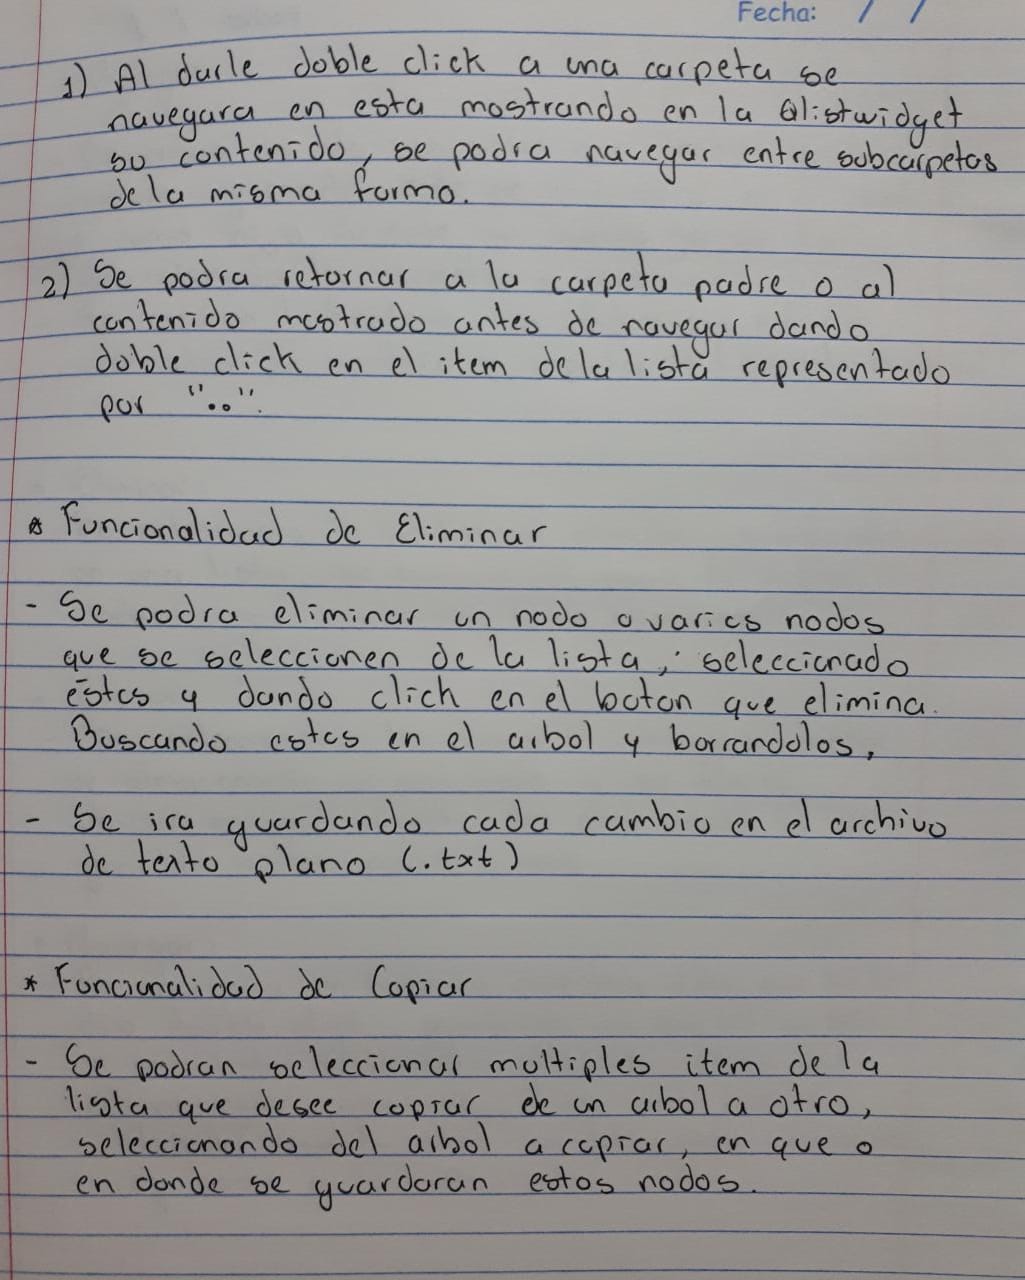 Fecha: / /
1) Al darle doble click a una carpeta se
navegara en esta mostrando en la Qlistwidget
su contenido, se podra navegar entre subcarpetas
de la misma forma.
2) Se podra retornar a la carpeta padre o al
contenido mostrado antes de navegar dando
doble click en el item de la lista representado
por "..".
* Funcionalidad de Eliminar
- Se podra eliminar un nodo o varios nodos
que se seleccionen de la lista, seleccionado
estos y dando click en el boton que elimina.
Buscando estos en el arbol y borrandolos,
- Se ira guardando cada cambio en el archivo
de texto plano (.txt)
* Funcionalidad de Copiar
- Se podran seleccional multiples item de la
lista que desee copiar de un arbol a otro,
seleccionando del arbol a copiar, en que o
en donde se guardaran estos nodos.